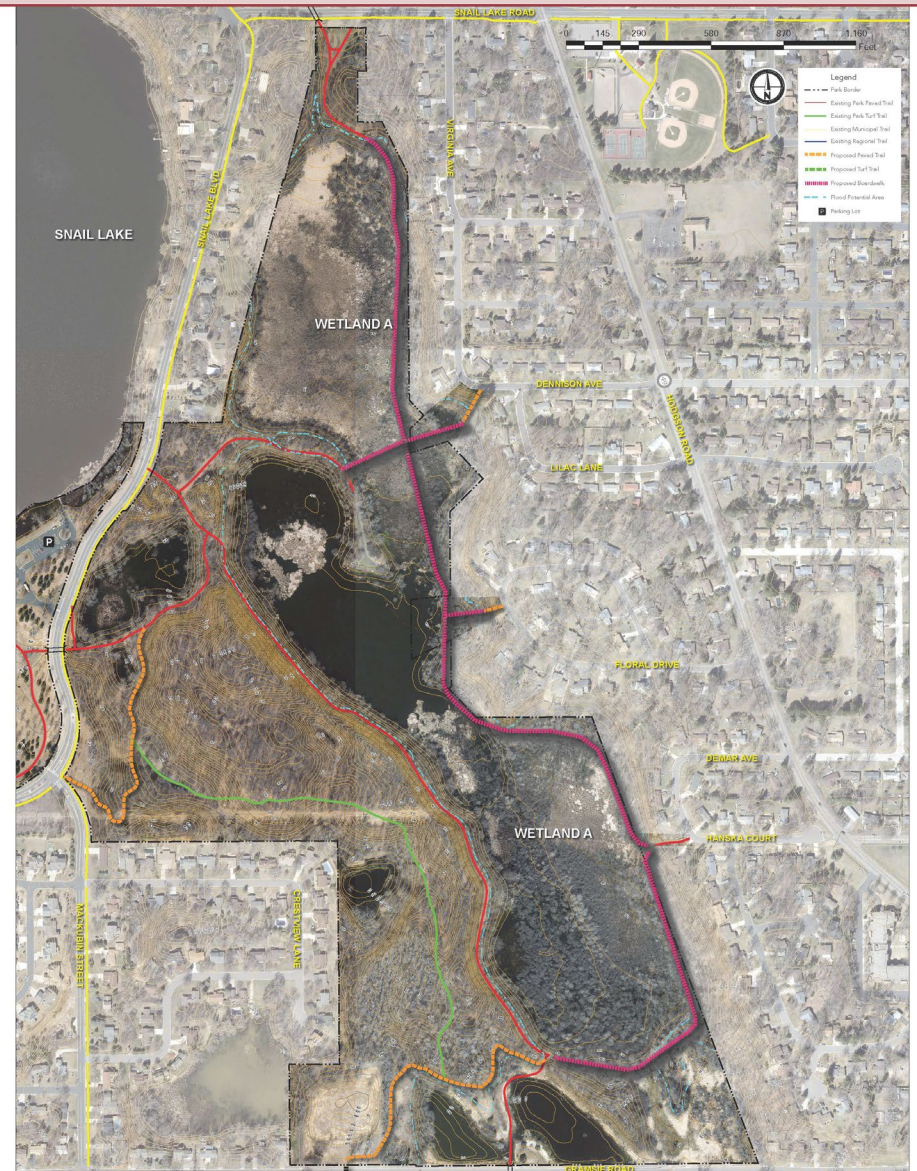 SNAIL LAKE ROAD
0 145 290 580 870 1,160
Feet
N
Legend
Park Border
Existing Park Paved Trail
Existing Park Turf Trail
Existing Municipal Trail
Existing Regional Trail
Proposed Paved Trail
Proposed Turf Trail
Proposed Boardwalk
Flood Potential Area
P Parking Lot
VIRGINIA AVE
SNAIL LAKE BLVD
SNAIL LAKE
WETLAND A
DENNISON AVE
HODGSON ROAD
LILAC LANE
P
FLORAL DRIVE
DEMAR AVE
WETLAND A
HANSKA COURT
MACKUBIN STREET
CRESTVIEW LANE
GRAMSIE ROAD